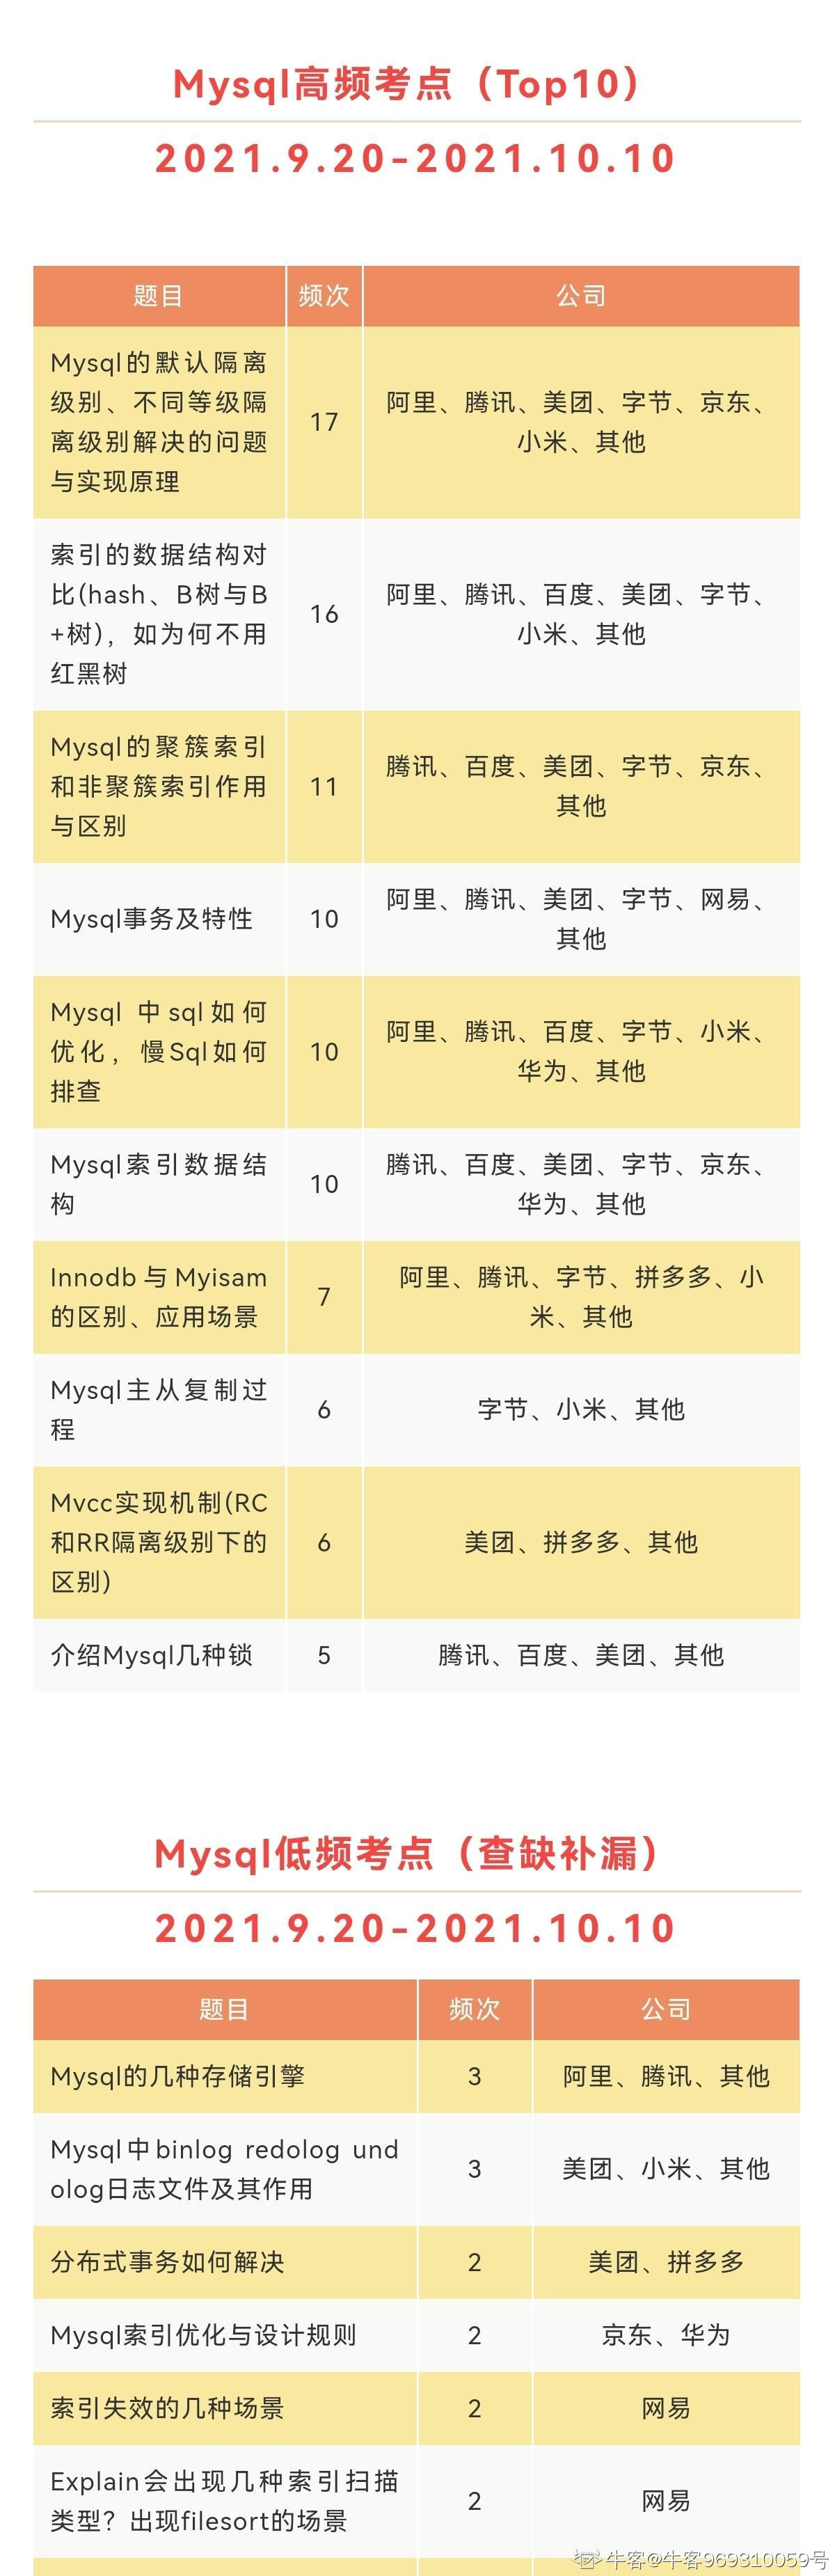 Mysql高频考点（Top10）
2021.9.20-2021.10.10
题目 频次 公司
Mysql的默认隔离
级别、不同等级隔
离级别解决的问题
与实现原理
17
阿里、腾讯、美团、字节、京东、
小米、其他
索引的数据结构对
比(hash、B树与B
+树)，如为何不用
红黑树
16
阿里、腾讯、百度、美团、字节、
小米、其他
Mysql的聚簇索引
和非聚簇索引作用
与区别
11
腾讯、百度、美团、字节、京东、
其他
Mysql事务及特性
10
阿里、腾讯、美团、字节、网易、
其他
Mysql 中sql如何
优化，慢Sql如何
排查
10
阿里、腾讯、百度、字节、小米、
华为、其他
Mysql索引数据结
构
10
腾讯、百度、美团、字节、京东、
华为、其他
Innodb与Myisam
的区别、应用场景
7
阿里、腾讯、字节、拼多多、小
米、其他
Mysql主从复制过
程
6
字节、小米、其他
Mvcc实现机制(RC
和RR隔离级别下的
区别)
6
美团、拼多多、其他
介绍Mysql几种锁
5
腾讯、百度、美团、其他
Mysql低频考点（查缺补漏）
2021.9.20-2021.10.10
题目 频次 公司
Mysql的几种存储引擎
3
阿里、腾讯、其他
Mysql中binlog redolog und
olog日志文件及其作用
3
美团、小米、其他
分布式事务如何解决
2
美团、拼多多
Mysql索引优化与设计规则
2
京东、华为
索引失效的几种场景
2
网易
Explain会出现几种索引扫描
类型？出现filesort的场景
2
网易
牛客@牛客969310059号